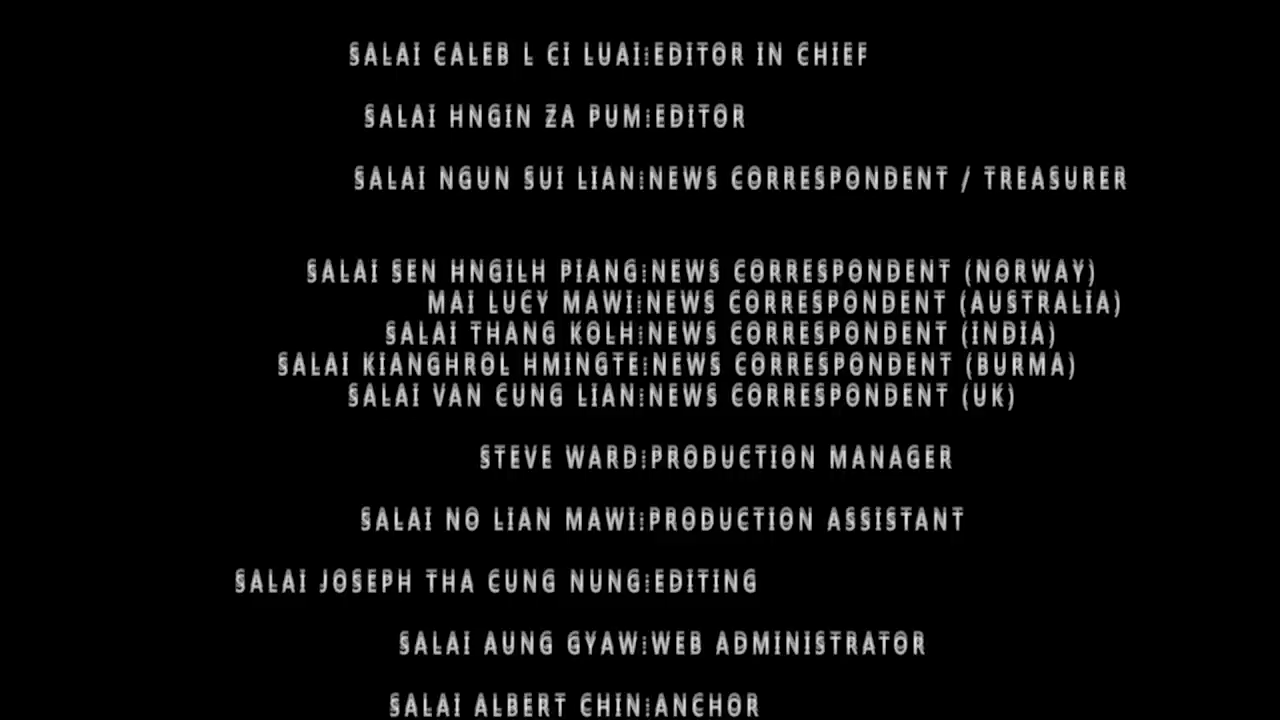 SALAI CALEB L CI LUAI:EDITOR IN CHIEF
SALAI HNGIN ZA PUM:EDITOR
SALAI NGUN SUI LIAN:NEWS CORRESPONDENT / TREASURER
SALAI SEN HNGILH PIANG:NEWS CORRESPONDENT (NORWAY)
MAI LUCY MAWI:NEWS CORRESPONDENT (AUSTRALIA)
SALAI THANG KOLH:NEWS CORRESPONDENT (INDIA)
SALAI KIANGHROL HMINGTE:NEWS CORRESPONDENT (BURMA)
SALAI VAN CUNG LIAN:NEWS CORRESPONDENT (UK)
STEVE WARD:PRODUCTION MANAGER
SALAI NO LIAN MAWI:PRODUCTION ASSISTANT
SALAI JOSEPH THA CUNG NUNG:EDITING
SALAI AUNG GYAW:WEB ADMINISTRATOR
SALAI ALBERT CHIN:ANCHOR